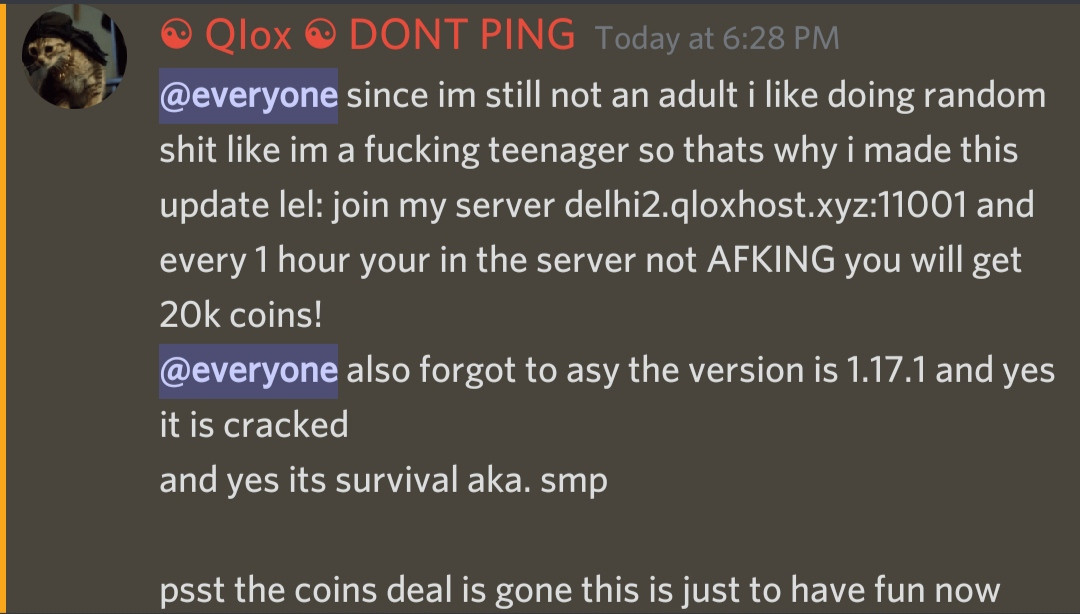 ☯ Qlox ☯ DONT PING Today at 6:28 PM
@everyone since im still not an adult i like doing random
shit like im a fucking teenager so thats why i made this
update lel: join my server delhi2.qloxhost.xyz:11001 and
every 1 hour your in the server not AFKING you will get
20k coins!
@everyone also forgot to asy the version is 1.17.1 and yes
it is cracked
and yes its survival aka. smp
psst the coins deal is gone this is just to have fun now